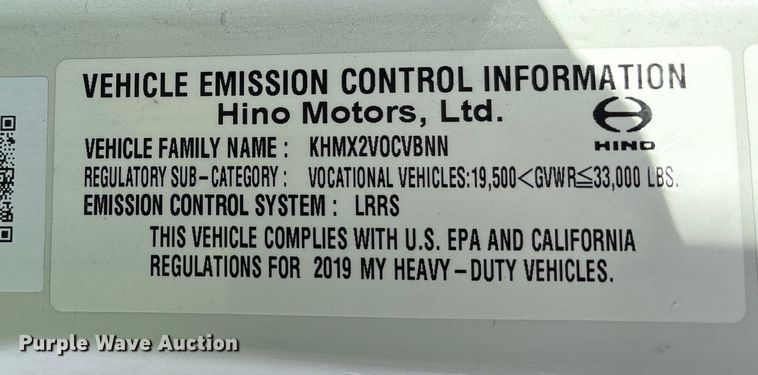 VEHICLE EMISSION CONTROL INFORMATION
Hino Motors, Ltd.
HINO
VEHICLE FAMILY NAME : KHMX2VOCVBNN
REGULATORY SUB-CATEGORY : VOCATIONAL VEHICLES:19,500<GVWR≦33,000 LBS.
EMISSION CONTROL SYSTEM : LRRS
THIS VEHICLE COMPLIES WITH U.S. EPA AND CALIFORNIA
REGULATIONS FOR 2019 MY HEAVY-DUTY VEHICLES.
Purple Wave Auction